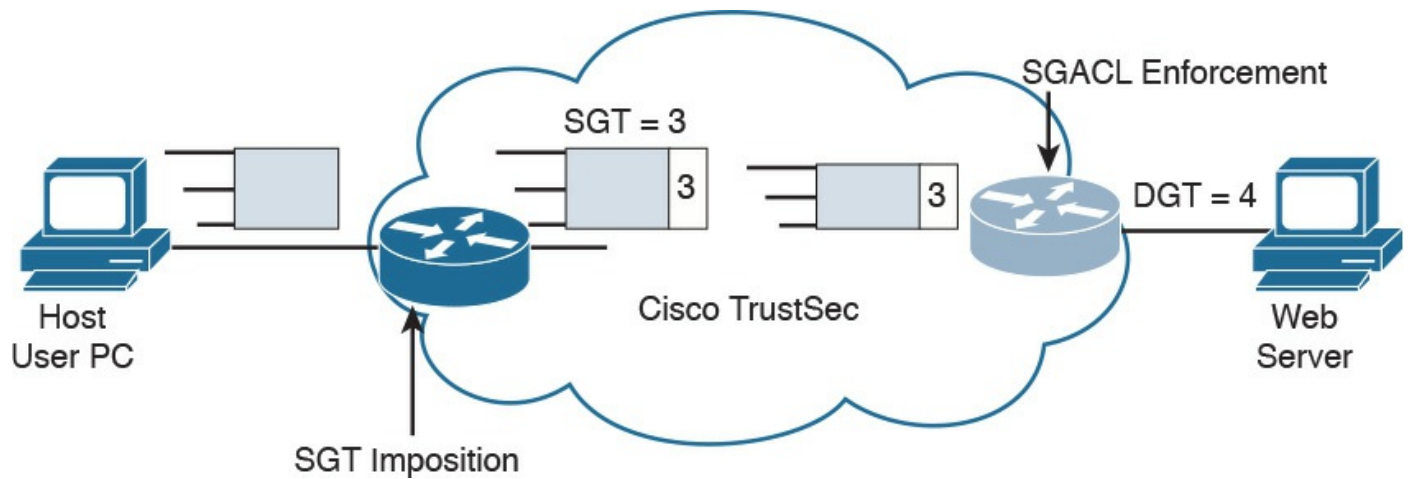 SGACL Enforcement
SGT = 3
3
3
DGT = 4
Cisco TrustSec
Host
User PC
Web
Server
SGT Imposition